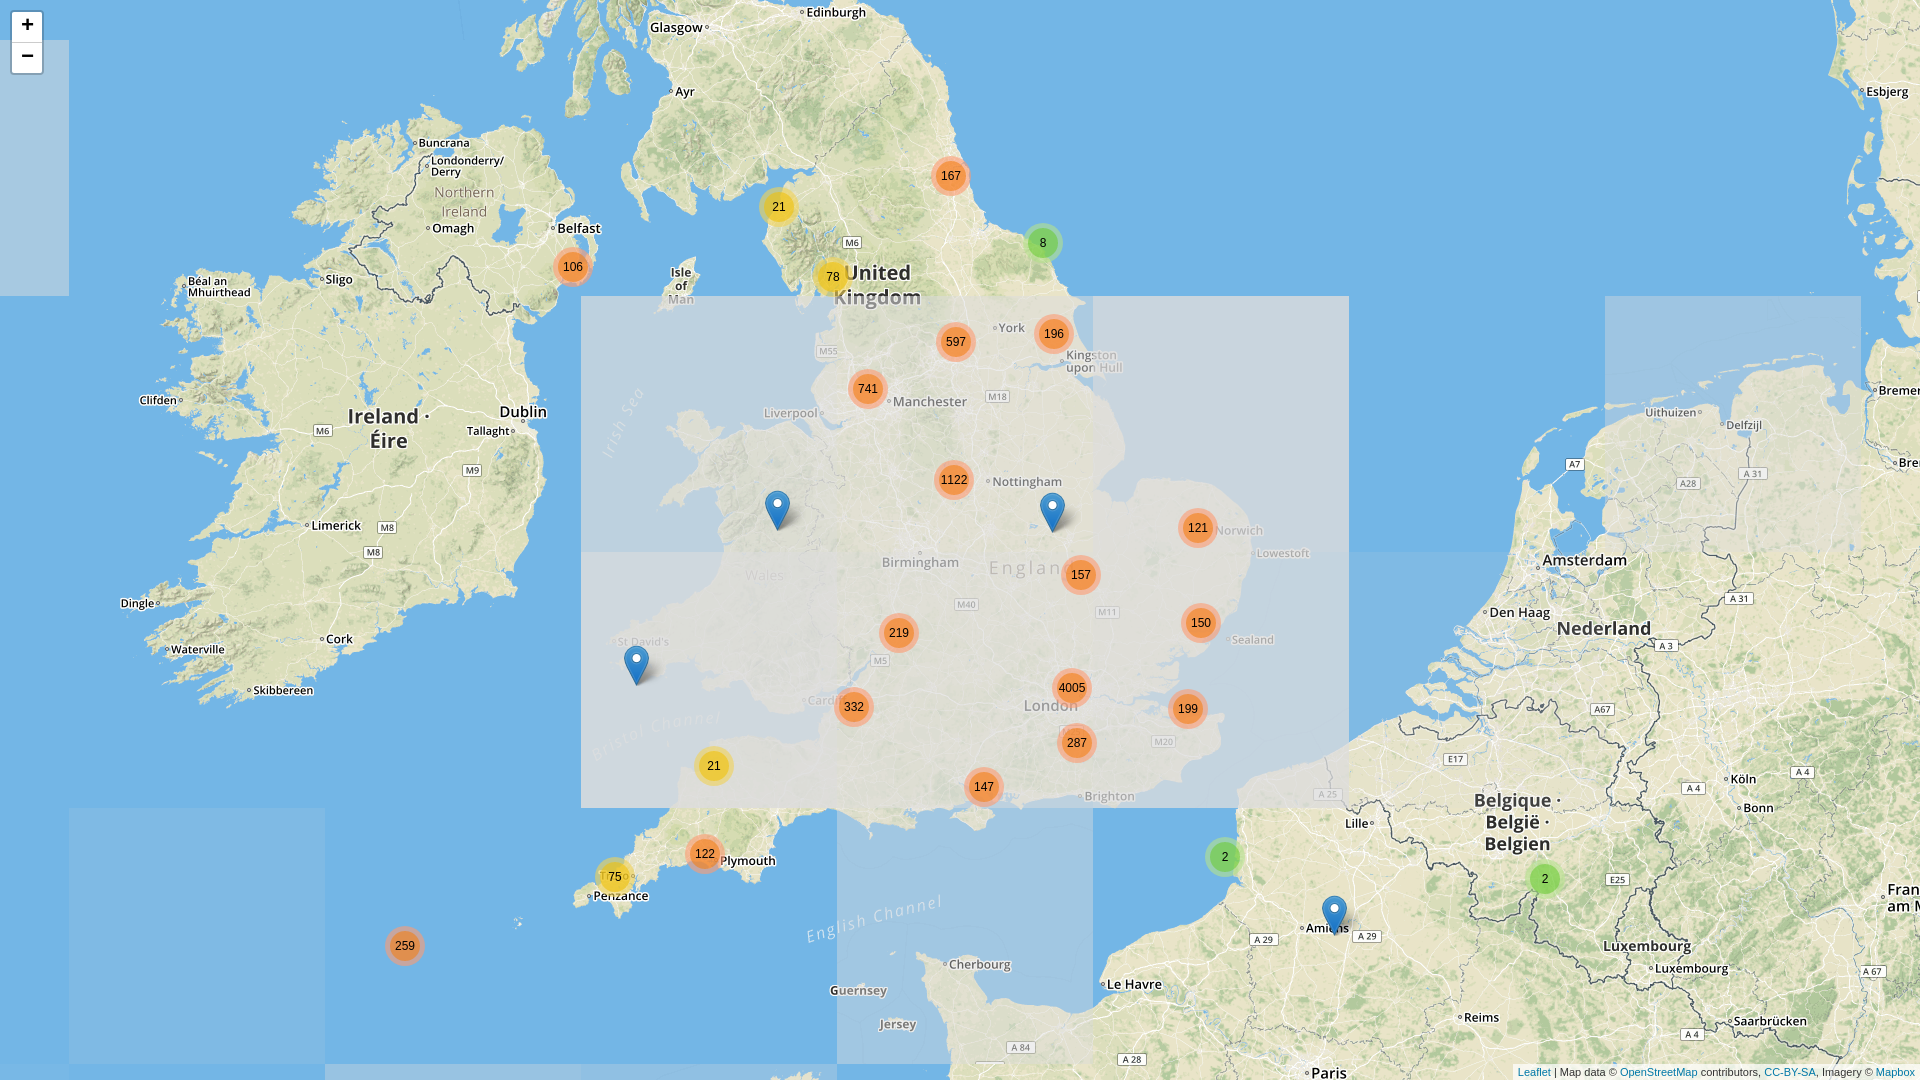 +
−
Edinburgh
Glasgow
Ayr
Esbjerg
Buncrana
Londonderry/
Derry
Northern
Ireland
Omagh
Belfast
167
21
M6
8
106
Isle
of
Man
78
United
Kingdom
Sligo
Béal an
Mhuirthead
York
196
597
M55
Kingston
upon Hull
741
Manchester
M18
Liverpool
Irish Sea
Clifden
Ireland ·
Éire
Dublin
Tallaght
M6
M9
Uithuizen
Delfzijl
A7
A 31
A28
1122
Nottingham
Limerick
M8
M8
121
Norwich
Lowestoft
Birmingham
Englan
157
Wales
M40
M11
Amsterdam
A 31
Den Haag
Nederland
A 3
Dingle
Cork
Waterville
Skibbereen
St David's
219
M5
150
Sealand
4005
London
199
287
M20
332
Bristol Channel
21
147
Brighton
A67
E17
A 25
Lille
Belgique ·
België ·
Belgien
Köln
A 4
A 4
Bonn
122
Plymouth
75
Penzance
2
2
E25
English Channel
259
Amiens
A 29
A 29
Luxembourg
Luxembourg
A 67
Cherbourg
Guernsey
Jersey
Le Havre
Reims
Saarbrücken
A 4
A 84
A 28
Paris
Leaflet | Map data © OpenStreetMap contributors, CC-BY-SA, Imagery © Mapbox